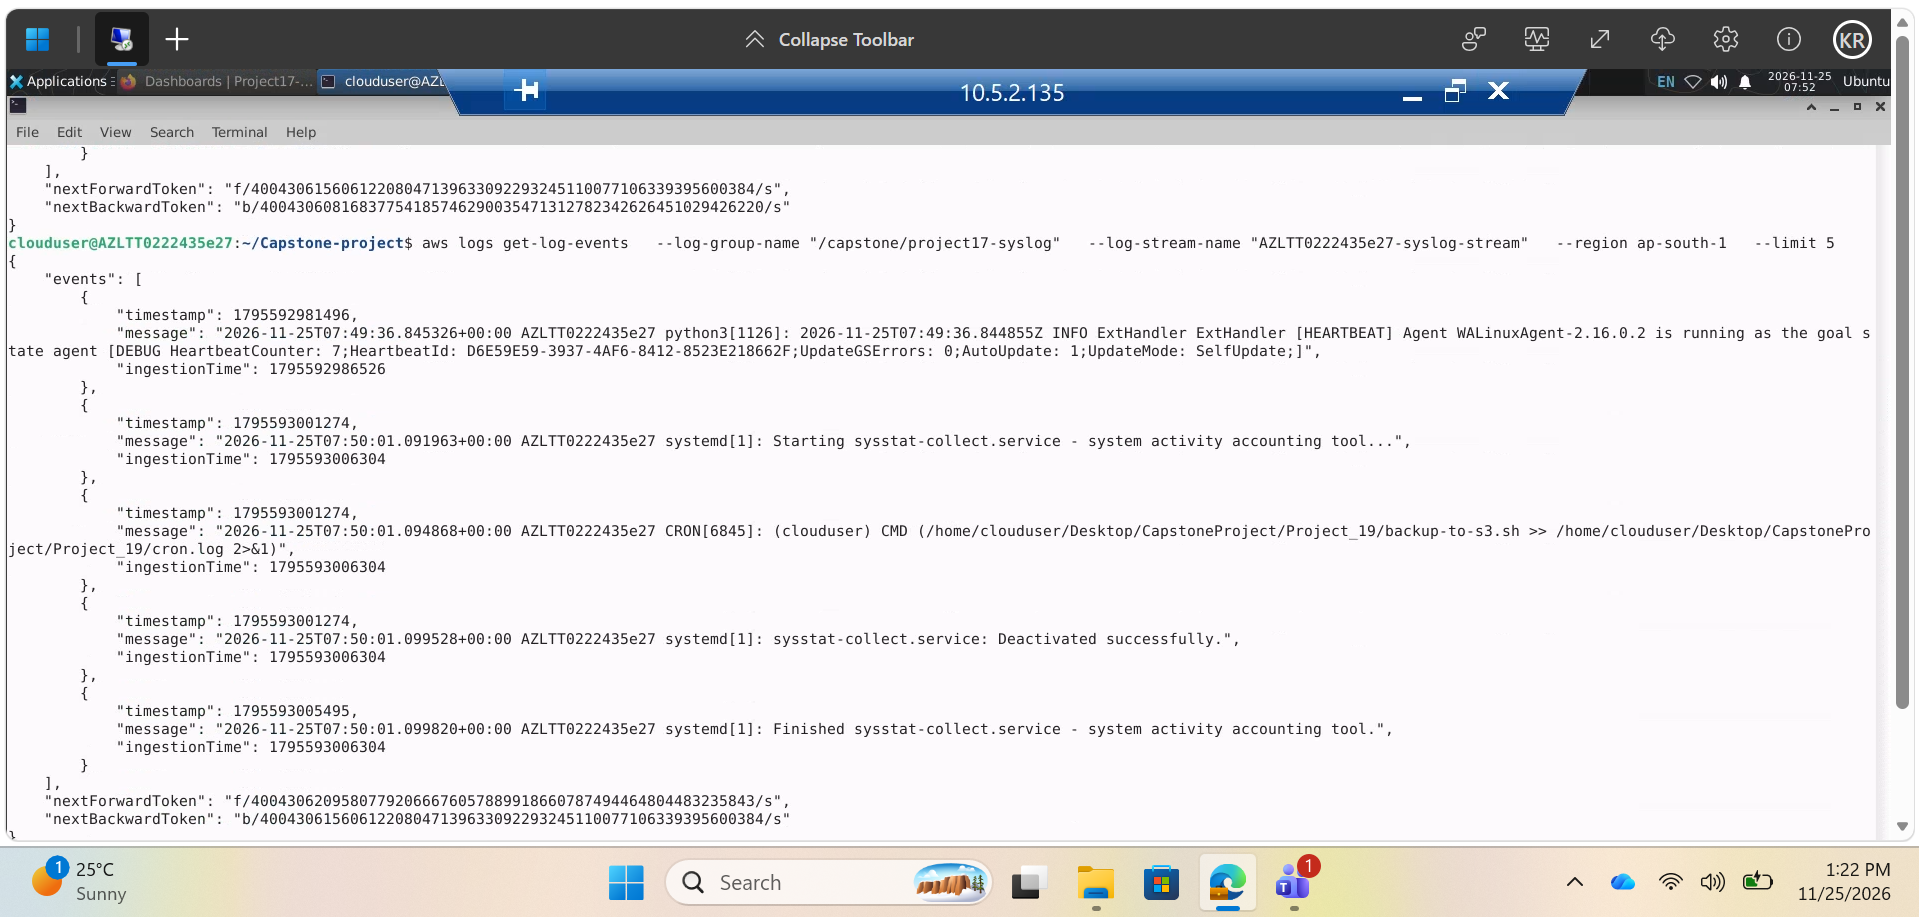 Collapse Toolbar
KR
Applications
Dashboards | Project17-...
clouduser@AZL
10.5.2.135
EN
2026-11-25
07:52
Ubuntu
File Edit View Search Terminal Help
        }
    ],
    "nextForwardToken": "f/40043061560612208047139633092293245110077106339395600384/s",
    "nextBackwardToken": "b/40043060816837754185746290035471312782342626451029426220/s"
}
clouduser@AZLTT0222435e27:~/Capstone-project$ aws logs get-log-events   --log-group-name "/capstone/project17-syslog"   --log-stream-name "AZLTT0222435e27-syslog-stream"   --region ap-south-1   --limit 5
{
    "events": [
        {
            "timestamp": 1795592981496,
            "message": "2026-11-25T07:49:36.845326+00:00 AZLTT0222435e27 python3[1126]: 2026-11-25T07:49:36.844855Z INFO ExtHandler ExtHandler [HEARTBEAT] Agent WALinuxAgent-2.16.0.2 is running as the goal s
tate agent [DEBUG HeartbeatCounter: 7;HeartbeatId: D6E59E59-3937-4AF6-8412-8523E218662F;UpdateGSErrors: 0;AutoUpdate: 1;UpdateMode: SelfUpdate;]",
            "ingestionTime": 1795592986526
        },
        {
            "timestamp": 1795593001274,
            "message": "2026-11-25T07:50:01.091963+00:00 AZLTT0222435e27 systemd[1]: Starting sysstat-collect.service - system activity accounting tool...",
            "ingestionTime": 1795593006304
        },
        {
            "timestamp": 1795593001274,
            "message": "2026-11-25T07:50:01.094868+00:00 AZLTT0222435e27 CRON[6845]: (clouduser) CMD (/home/clouduser/Desktop/CapstoneProject/Project_19/backup-to-s3.sh >> /home/clouduser/Desktop/CapstonePro
ject/Project_19/cron.log 2>&1)",
            "ingestionTime": 1795593006304
        },
        {
            "timestamp": 1795593001274,
            "message": "2026-11-25T07:50:01.099528+00:00 AZLTT0222435e27 systemd[1]: sysstat-collect.service: Deactivated successfully.",
            "ingestionTime": 1795593006304
        },
        {
            "timestamp": 1795593005495,
            "message": "2026-11-25T07:50:01.099820+00:00 AZLTT0222435e27 systemd[1]: Finished sysstat-collect.service - system activity accounting tool.",
            "ingestionTime": 1795593006304
        }
    ],
    "nextForwardToken": "f/40043062095807792066676057889918660787494464804483235843/s",
    "nextBackwardToken": "b/40043061560612208047139633092293245110077106339395600384/s"
}
1
25°C
Sunny
Search
1
1:22 PM
11/25/2026